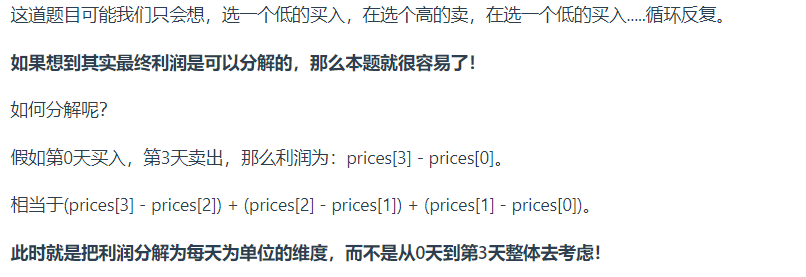 这道题目可能我们只会想，选一个低的买入，在选个高的卖，在选一个低的买入.....循环反复。
如果想到其实最终利润是可以分解的，那么本题就很容易了！
如何分解呢？
假如第0天买入，第3天卖出，那么利润为：prices[3] - prices[0]。
相当于(prices[3] - prices[2]) + (prices[2] - prices[1]) + (prices[1] - prices[0])。
此时就是把利润分解为每天为单位的维度，而不是从0天到第3天整体去考虑！